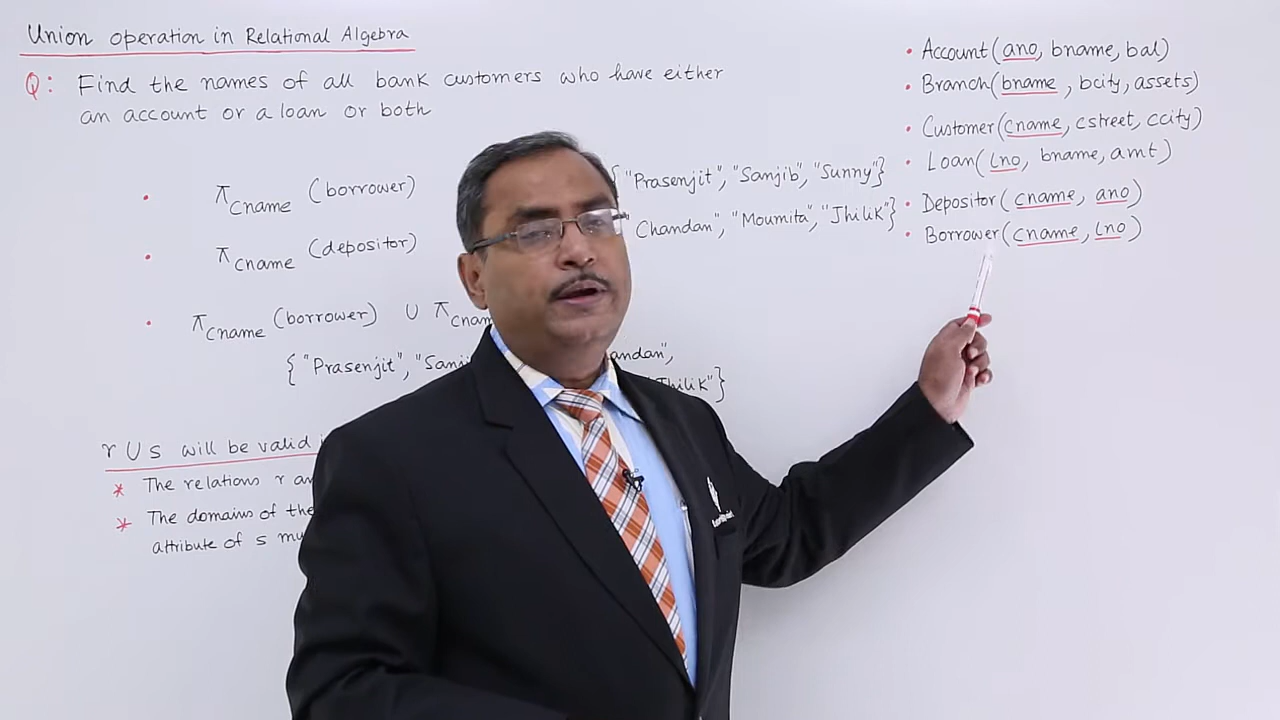 Union operation in Relational Algebra
Q: Find the names of all bank customers who have either
an account or a loan or both
• π cname (borrower) { "Prasenjit", "Sanjib", "Sunny"}
• π cname (depositor) "Chandan", "Moumita", "Jhilik"}
• π cname (borrower) ∪ π cnam
{ "Prasenjit", "Sanji andan,
Jhilik"}
r ∪ s will be valid i
* The relations r an
* The domains of the
attribute of s mu
• Account(ano, bname, bal)
• Branch(bname, bcity, assets)
• Customer(cname, cstreet, ccity)
• Loan(lno, bname, amt)
• Depositor(cname, ano)
• Borrower(cname, lno)